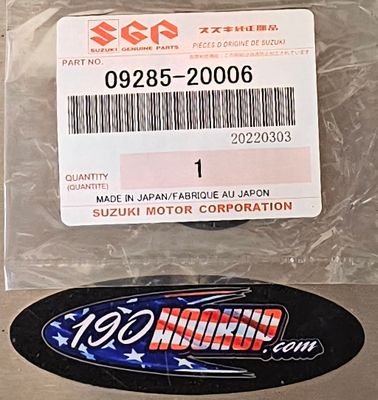 SGP
SUZUKI GENUINE PARTS
スズキ純正部品
PIÈCES D'ORIGINE DE SUZUKI
PART NO.
09285-20006
20220303
QUANTITY
(QUANTITÉ)
1
MADE IN JAPAN/FABRIQUE AU JAPON
SUZUKI MOTOR CORPORATION
190HOOKUP.com